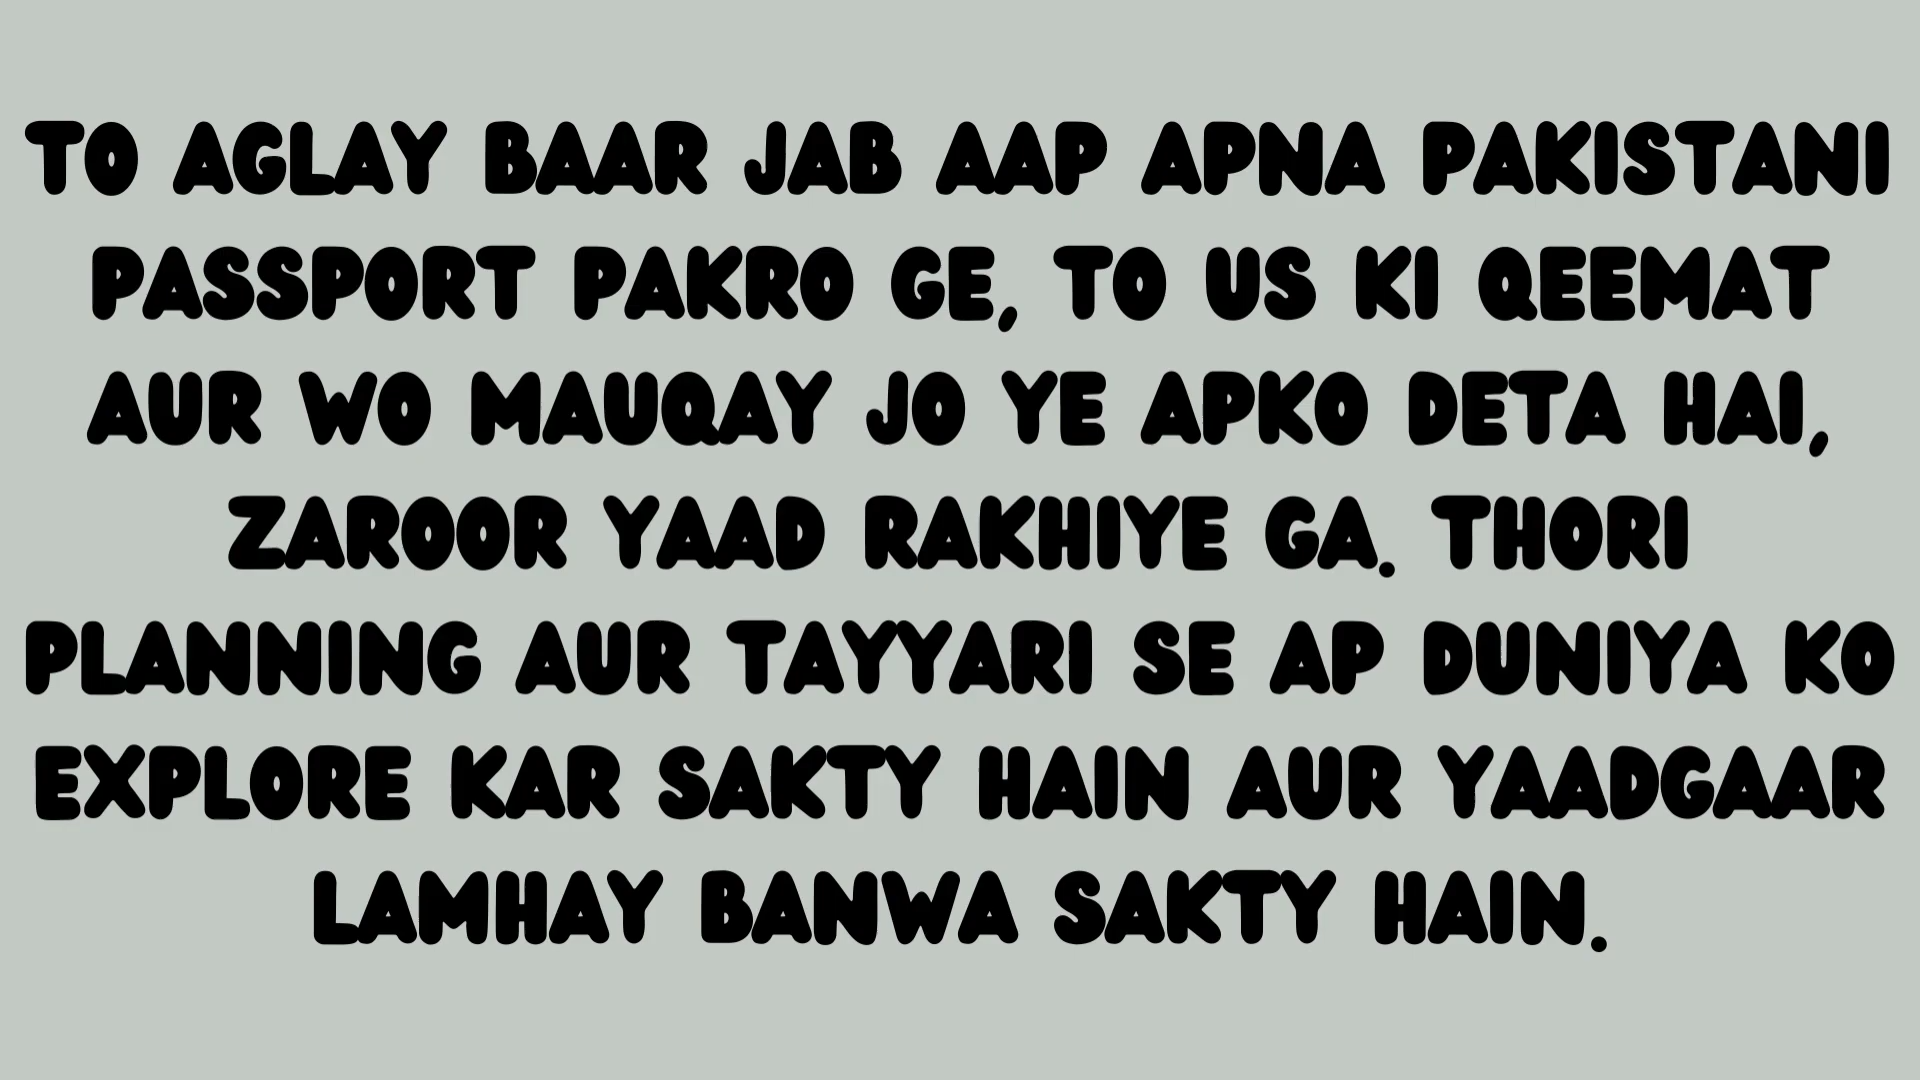 TO AGLAY BAAR JAB AAP APNA PAKISTANI
PASSPORT PAKRO GE, TO US KI QEEMAT
AUR WO MAUQAY JO YE APKO DETA HAI,
ZAROOR YAAD RAKHIYE GA. THORI
PLANNING AUR TAYYARI SE AP DUNIYA KO
EXPLORE KAR SAKTY HAIN AUR YAADGAAR
LAMHAY BANWA SAKTY HAIN.